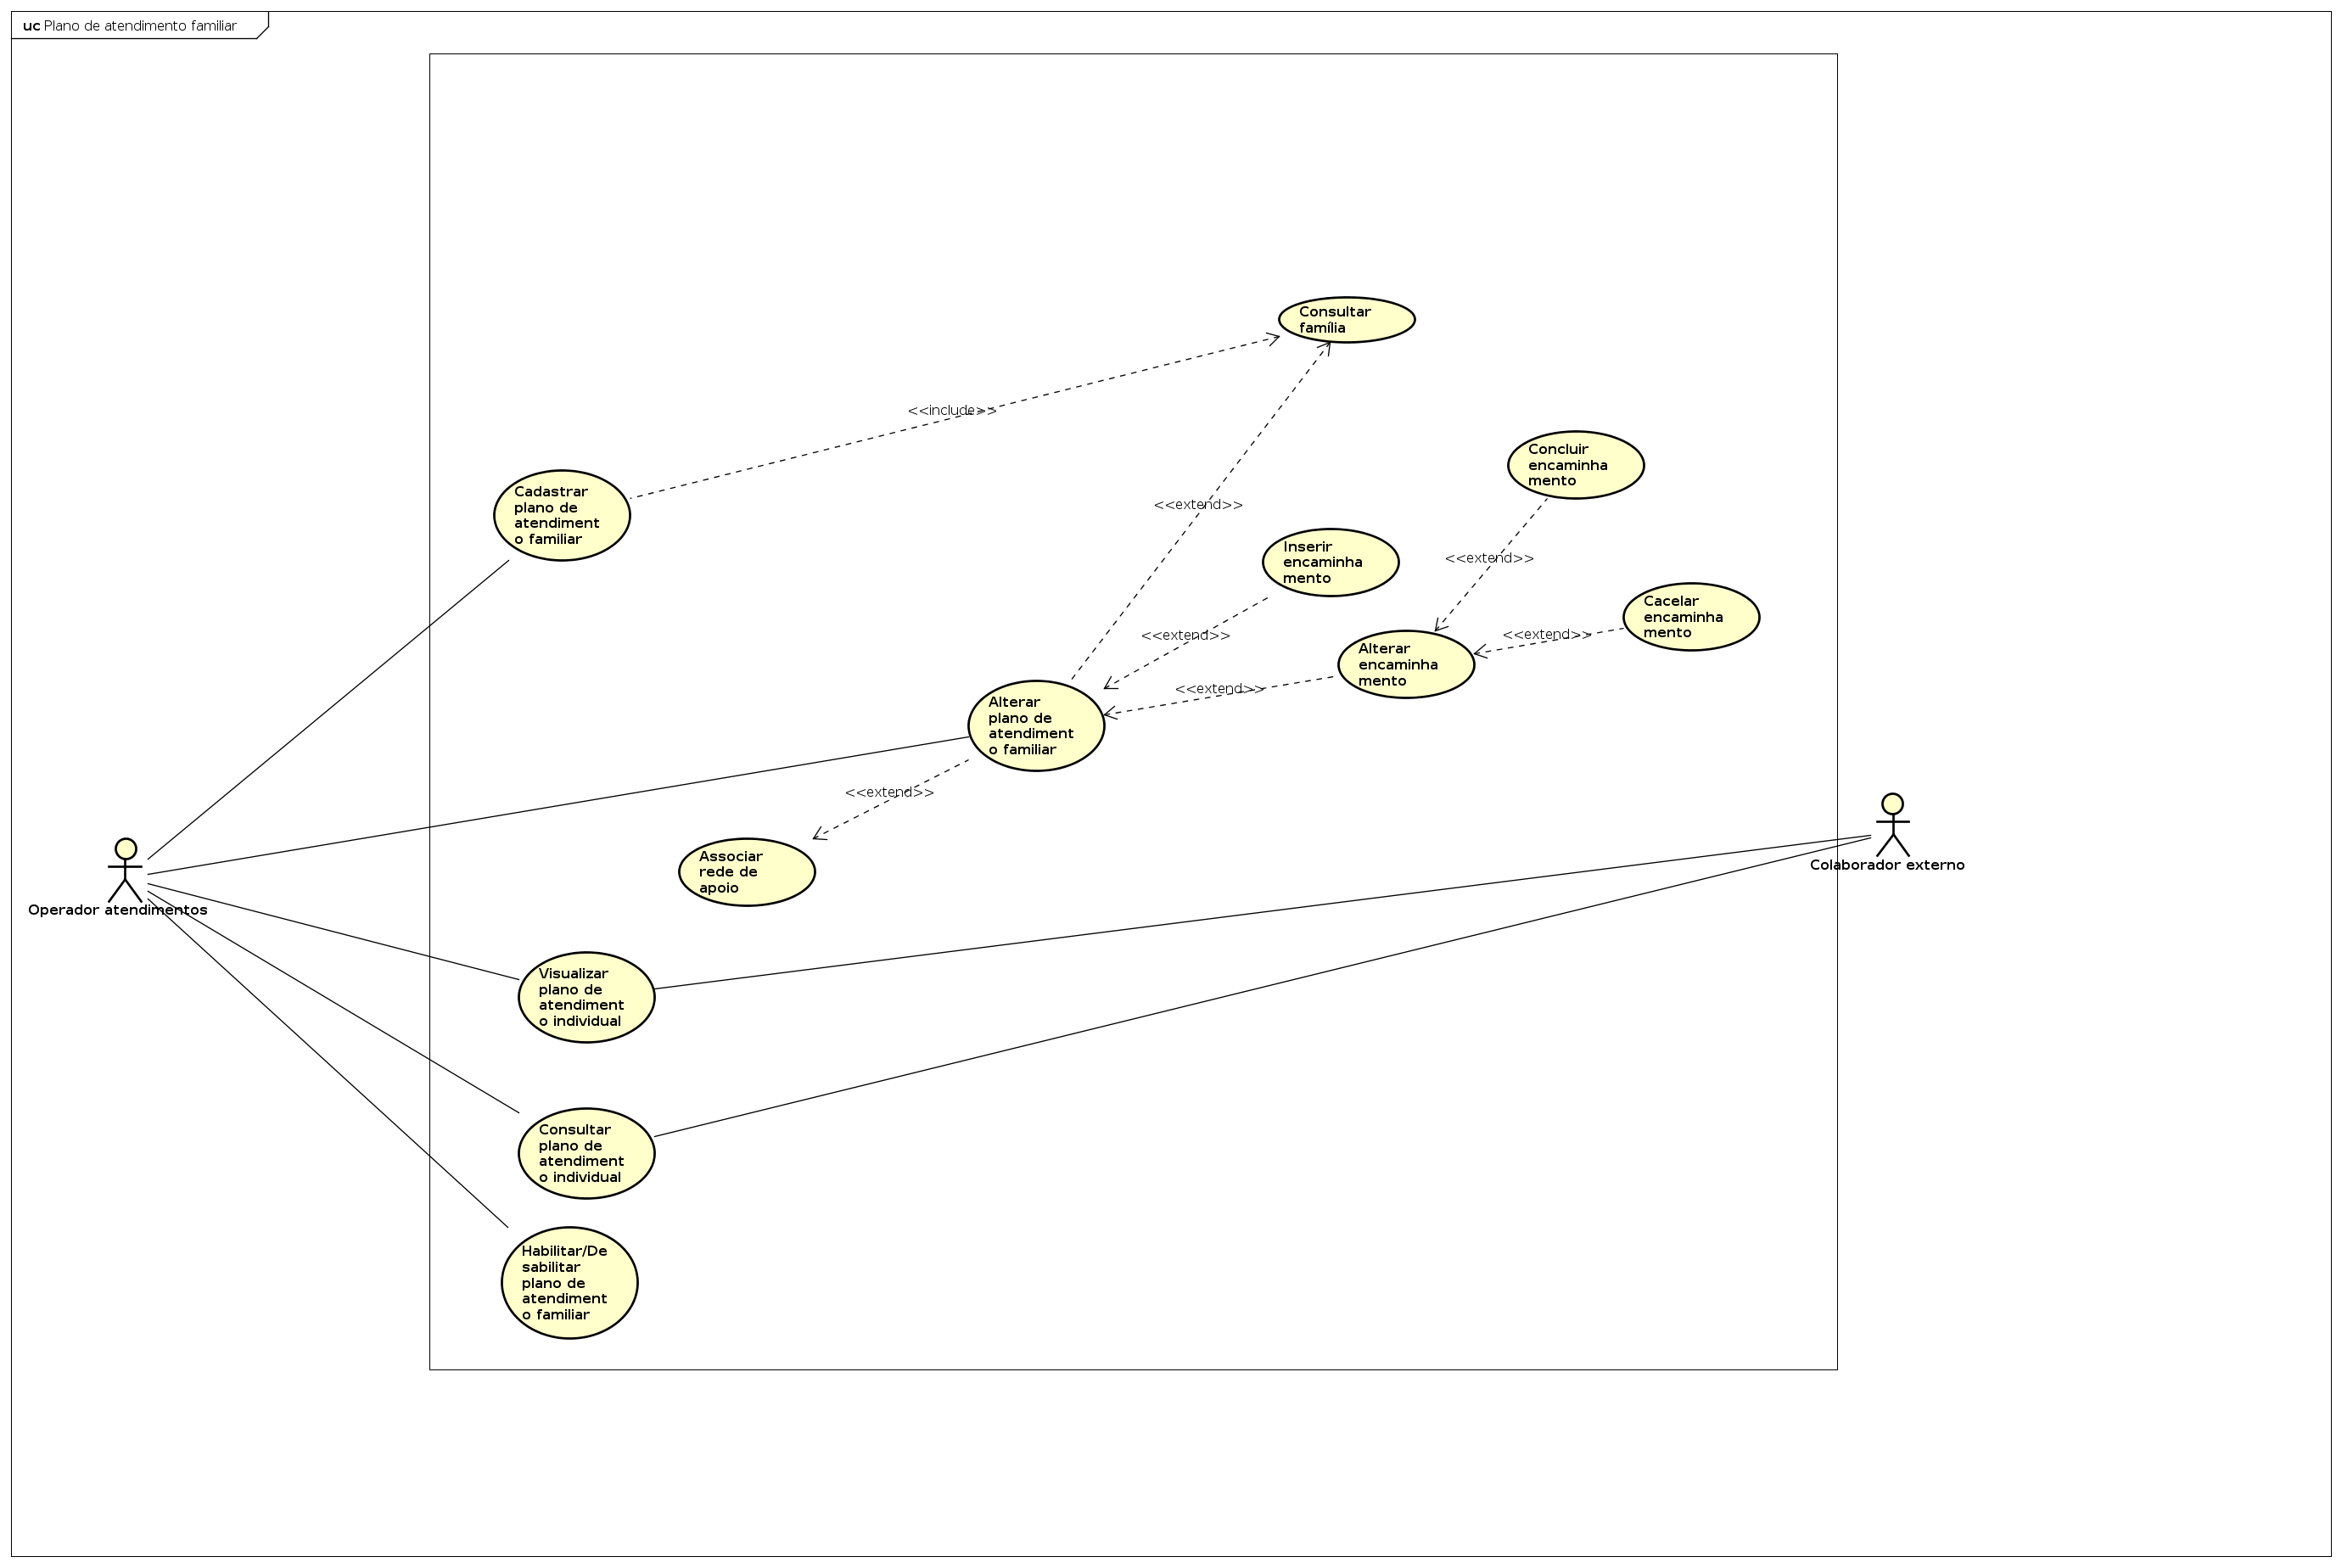 uc Plano de atendimento familiar
Consultar
família
<<include>>
Concluir
encaminha
mento
Cadastrar
plano de
atendiment
o familiar
<<extend>>
Inserir
encaminha
mento
<<extend>>
Cacelar
encaminha
mento
<<extend>>
<<extend>>
Alterar
encaminha
mento
<<extend>>
Alterar
plano de
atendiment
o familiar
<<extend>>
Associar
rede de
apoio
Colaborador externo
Operador atendimentos
Visualizar
plano de
atendiment
o individual
Consultar
plano de
atendiment
o individual
Habilitar/De
sabilitar
plano de
atendiment
o familiar